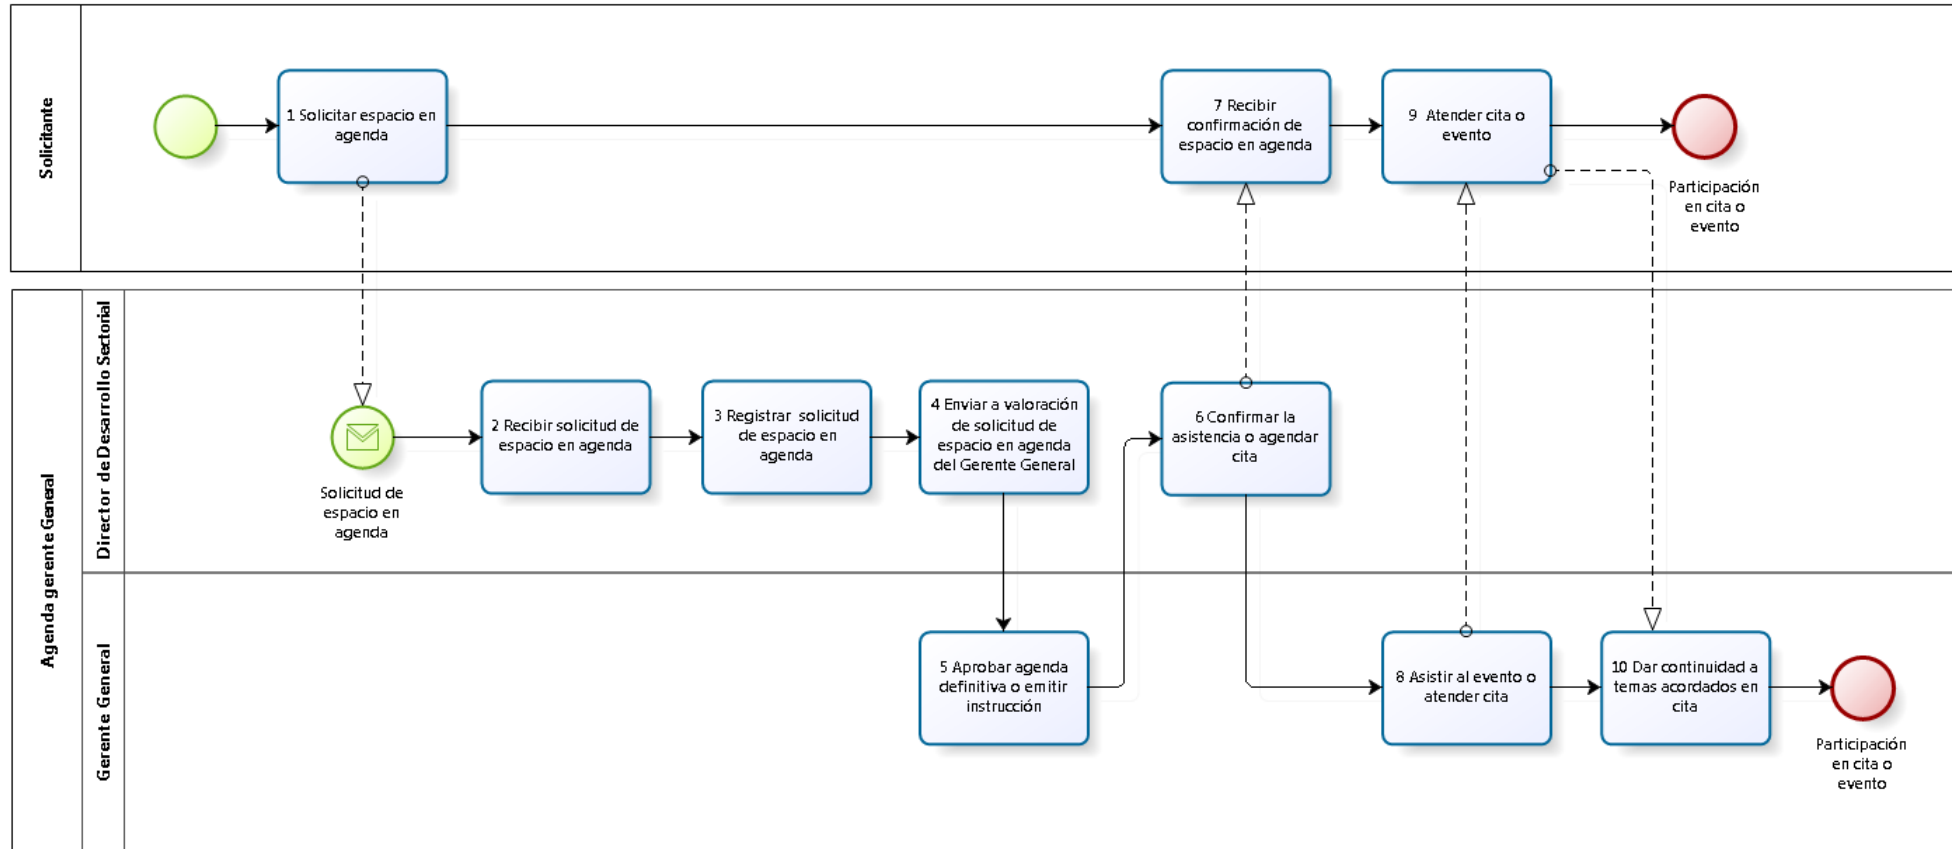 Solicitante
1 Solicitar espacio en
agenda
7 Recibir
confirmación de
espacio en agenda
9 Atender cita o
evento
Participación
en cita o
evento
Agenda gerente General
Director de Desarrollo Sectorial
Solicitud de
espacio en
agenda
2 Recibir solicitud de
espacio en agenda
3 Registrar solicitud
de espacio en
agenda
4 Enviar a valoración
de solicitud de
espacio en agenda
del Gerente General
6 Confirmar la
asistencia o agendar
cita
Gerente General
5 Aprobar agenda
definitiva o emitir
instrucción
8 Asistir al evento o
atender cita
10 Dar continuidad a
temas acordados en
cita
Participación
en cita o
evento